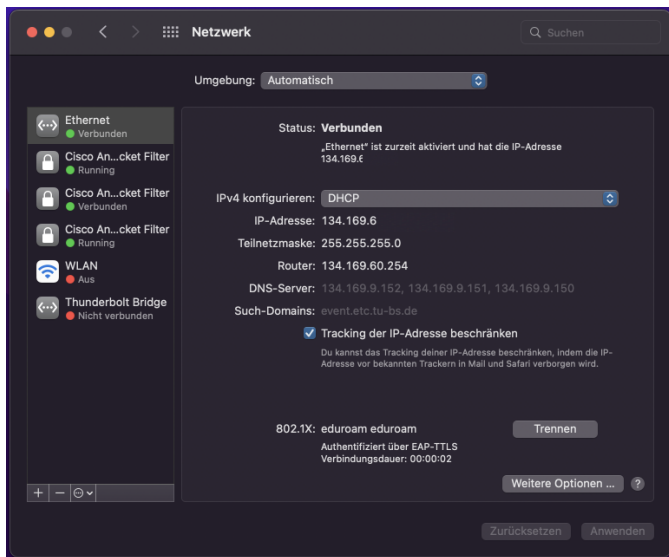 Netzwerk
Suchen
Umgebung: Automatisch
Ethernet
Verbunden
Cisco An...cket Filter
Running
Cisco An...cket Filter
Verbunden
Cisco An...cket Filter
Running
WLAN
Aus
Thunderbolt Bridge
Nicht verbunden
Status: Verbunden
„Ethernet“ ist zurzeit aktiviert und hat die IP-Adresse
134.169.6
IPv4 konfigurieren: DHCP
IP-Adresse: 134.169.6
Teilnetzmaske: 255.255.255.0
Router: 134.169.60.254
DNS-Server: 134.169.9.152, 134.169.9.151, 134.169.9.150
Such-Domains: event.etc.tu-bs.de
Tracking der IP-Adresse beschränken
Du kannst das Tracking deiner IP-Adresse beschränken, indem die IP-
Adresse vor bekannten Trackern in Mail und Safari verborgen wird.
802.1X: eduroam eduroam
Trennen
Authentifiziert über EAP-TTLS
Verbindungsdauer: 00:00:02
Weitere Optionen ...
?
Zurücksetzen
Anwenden